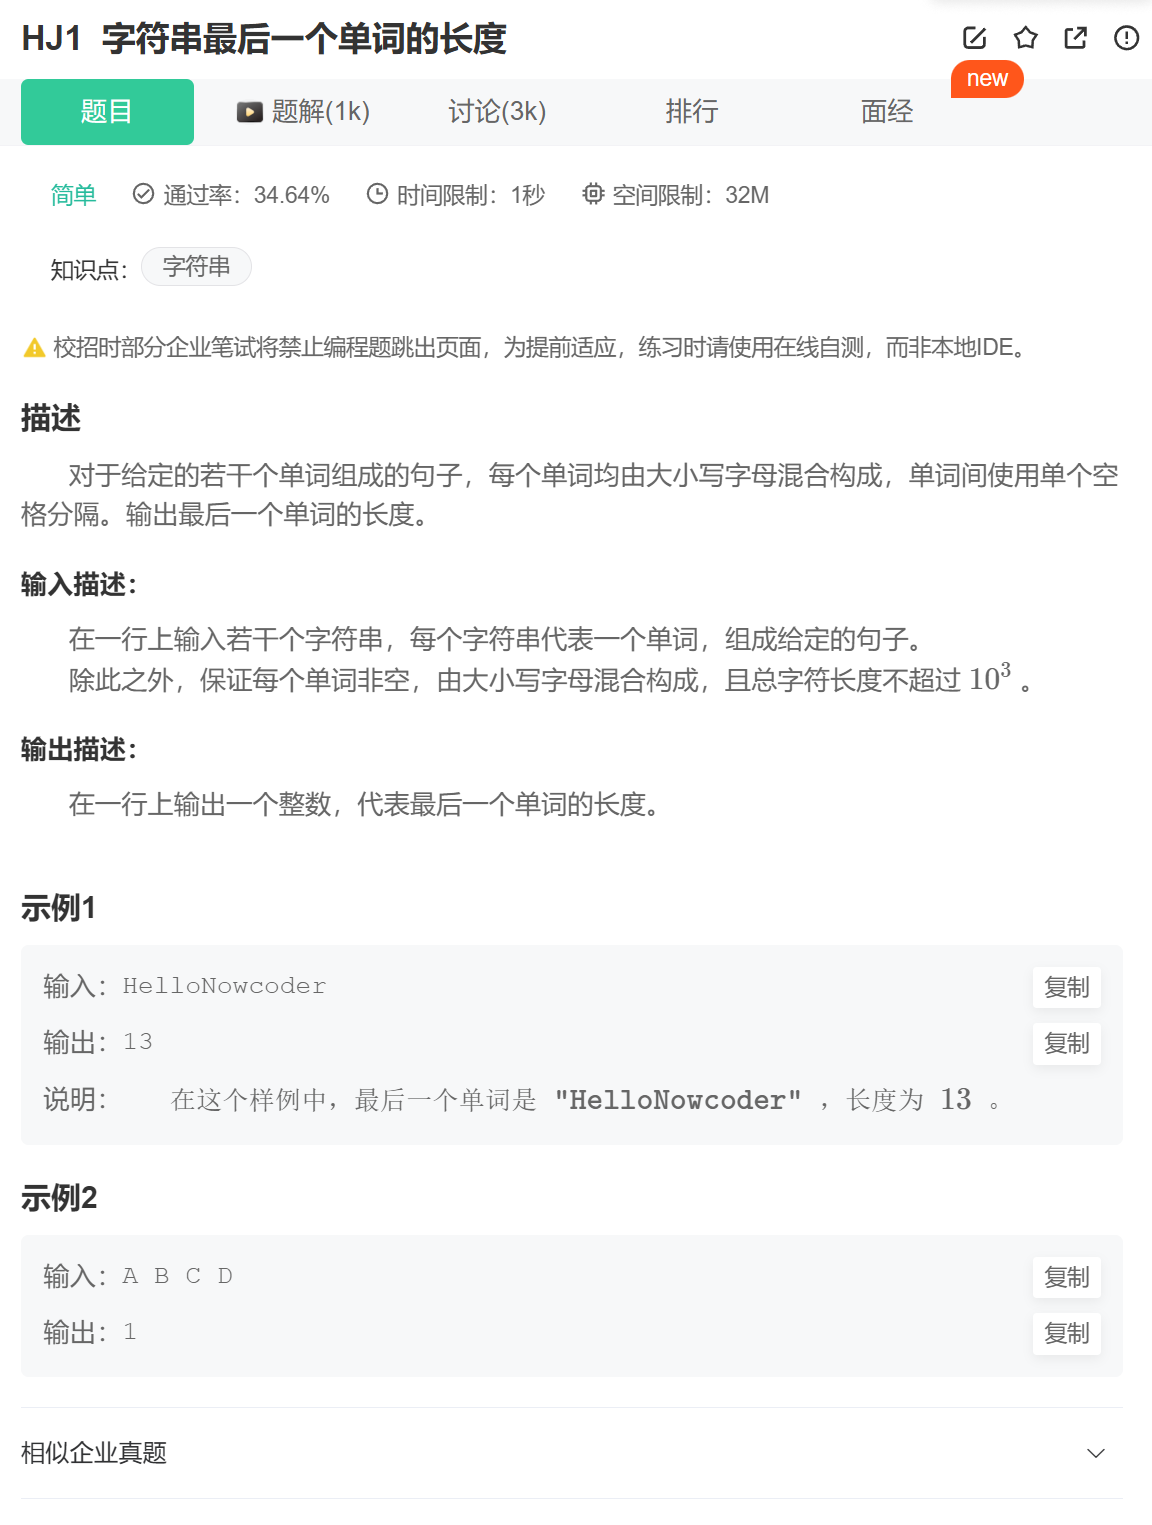 HJ1 字符串最后一个单词的长度
new
题目 题解(1k) 讨论(3k) 排行 面经
简单 通过率：34.64% 时间限制：1秒 空间限制：32M
知识点：字符串
校招时部分企业笔试将禁止编程题跳出页面，为提前适应，练习时请使用在线自测，而非本地IDE。
描述
对于给定的若干个单词组成的句子，每个单词均由大小写字母混合构成，单词间使用单个空
格分隔。输出最后一个单词的长度。
输入描述：
在一行上输入若干个字符串，每个字符串代表一个单词，组成给定的句子。
除此之外，保证每个单词非空，由大小写字母混合构成，且总字符长度不超过 10³ 。
输出描述：
在一行上输出一个整数，代表最后一个单词的长度。
示例1
输入：HelloNowcoder 复制
输出：13 复制
说明： 在这个样例中，最后一个单词是 "HelloNowcoder" ，长度为 13 。
示例2
输入：A B C D 复制
输出：1 复制
相似企业真题